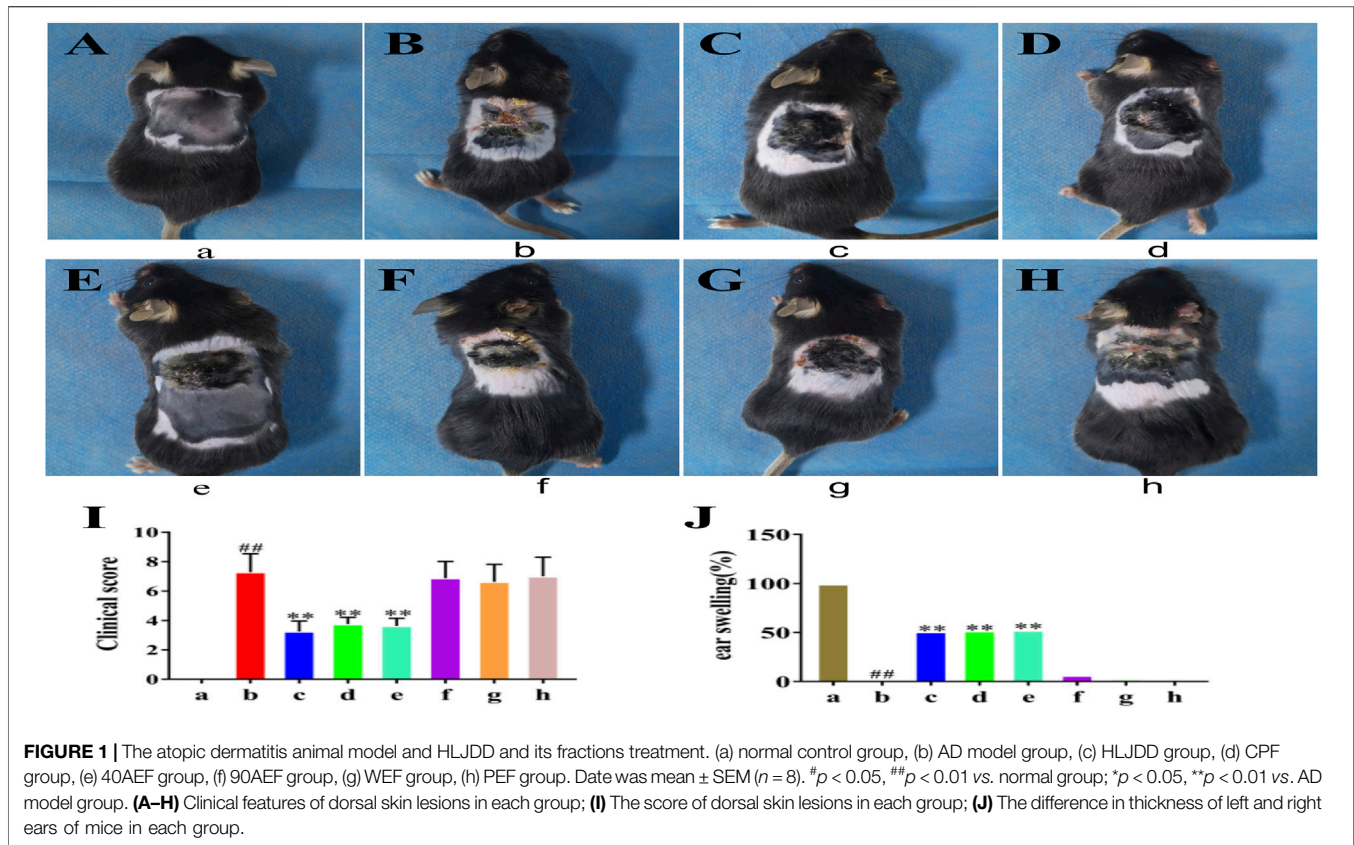 A B C D
a b c d
E F G H
e f g h
I J
Clinical score
10
8
6
4
2
0
##
** ** **
a b c d e f g h
ear swelling(%)
150
100
50
0
##
** ** **
a b c d e f g h
FIGURE 1 | The atopic dermatitis animal model and HLJDD and its fractions treatment. (a) normal control group, (b) AD model group, (c) HLJDD group, (d) CPF
group, (e) 40AEF group, (f) 90AEF group, (g) WEF group, (h) PEF group. Date was mean ± SEM (n = 8). #p < 0.05, ##p < 0.01 vs. normal group; *p < 0.05, **p < 0.01 vs. AD
model group. (A–H) Clinical features of dorsal skin lesions in each group; (I) The score of dorsal skin lesions in each group; (J) The difference in thickness of left and right
ears of mice in each group.